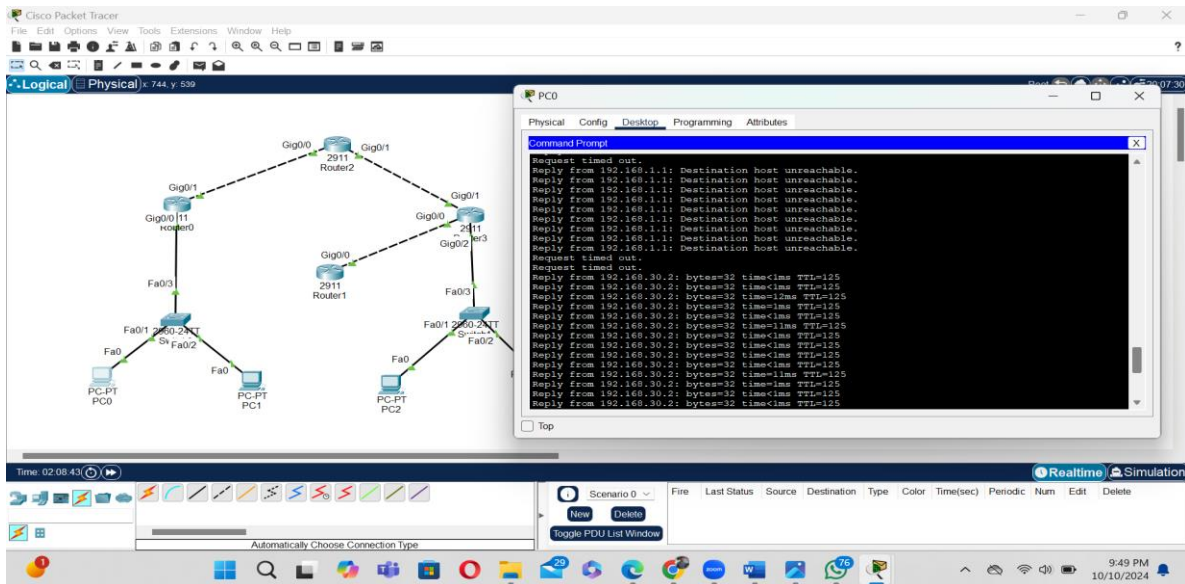 Cisco Packet Tracer
File Edit Options View Tools Extensions Window Help
?
Logical Physical x: 744, y: 539
Root 07:30
PC0
Physical Config Desktop Programming Attributes
Command Prompt X
Request timed out.
Reply from 192.168.1.1: Destination host unreachable.
Reply from 192.168.1.1: Destination host unreachable.
Reply from 192.168.1.1: Destination host unreachable.
Reply from 192.168.1.1: Destination host unreachable.
Reply from 192.168.1.1: Destination host unreachable.
Reply from 192.168.1.1: Destination host unreachable.
Reply from 192.168.1.1: Destination host unreachable.
Reply from 192.168.1.1: Destination host unreachable.
Reply from 192.168.1.1: Destination host unreachable.
Request timed out.
Request timed out.
Reply from 192.168.30.2: bytes=32 time<1ms TTL=125
Reply from 192.168.30.2: bytes=32 time<1ms TTL=125
Reply from 192.168.30.2: bytes=32 time=12ms TTL=125
Reply from 192.168.30.2: bytes=32 time=1ms TTL=125
Reply from 192.168.30.2: bytes=32 time<1ms TTL=125
Reply from 192.168.30.2: bytes=32 time=11ms TTL=125
Reply from 192.168.30.2: bytes=32 time<1ms TTL=125
Reply from 192.168.30.2: bytes=32 time<1ms TTL=125
Reply from 192.168.30.2: bytes=32 time<1ms TTL=125
Reply from 192.168.30.2: bytes=32 time<1ms TTL=125
Reply from 192.168.30.2: bytes=32 time=11ms TTL=125
Reply from 192.168.30.2: bytes=32 time=1ms TTL=125
Reply from 192.168.30.2: bytes=32 time<1ms TTL=125
Reply from 192.168.30.2: bytes=32 time<1ms TTL=125
Top
Gig0/0 Gig0/1
2911
Router2
Gig0/1
Gig0/0 11
Router0
Gig0/1
Gig0/0
2911
er3
Gig0/2
Gig0/0
2911
Router1
Fa0/3
Fa0/3
Fa0/1 2960-24TT
Fa0/2
Fa0/1 2960-24TT
Fa0/2
Fa0
PC-PT
PC0
Fa0
PC-PT
PC1
Fa0
PC-PT
PC2
Time: 02:08:43
Realtime Simulation
Scenario 0
New Delete
Toggle PDU List Window
Fire Last Status Source Destination Type Color Time(sec) Periodic Num Edit Delete
Automatically Choose Connection Type
29
zoom
76
9:49 PM
10/10/2024